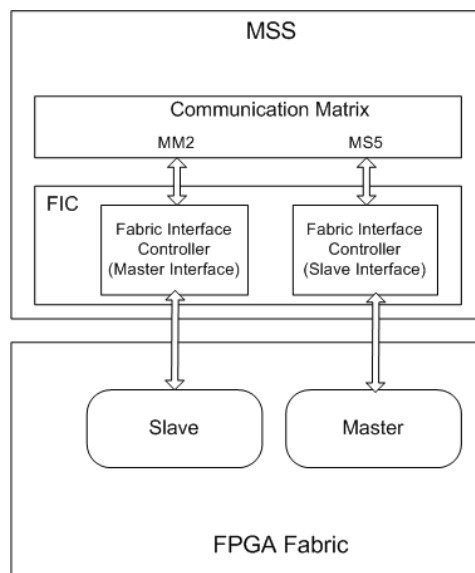 MSS
Communication Matrix
MM2 MS5
FIC
Fabric Interface
Controller
(Master Interface)
Fabric Interface
Controller
(Slave Interface)
Slave
Master
FPGA Fabric